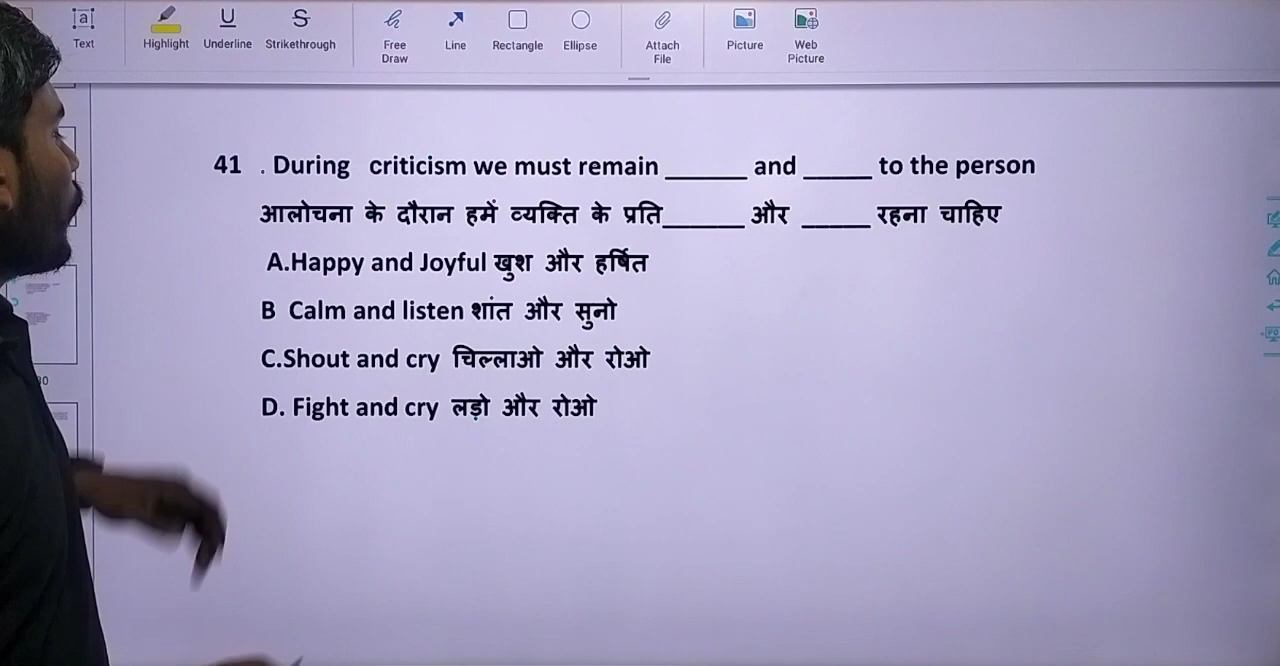 Text
Highlight
Underline
Strikethrough
Free
Draw
Line
Rectangle
Ellipse
Attach
File
Picture
Web
Picture
41 . During criticism we must remain ______ and _____ to the person
आलोचना के दौरान हमें व्यक्ति के प्रति______ और _____ रहना चाहिए
A.Happy and Joyful खुश और हर्षित
B Calm and listen शांत और सुनो
C.Shout and cry चिल्लाओ और रोओ
D. Fight and cry लड़ो और रोओ